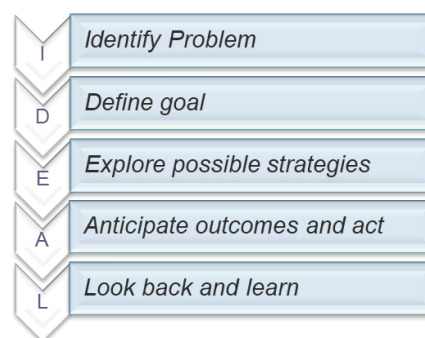 I Identify Problem
D Define goal
E Explore possible strategies
A Anticipate outcomes and act
L Look back and learn